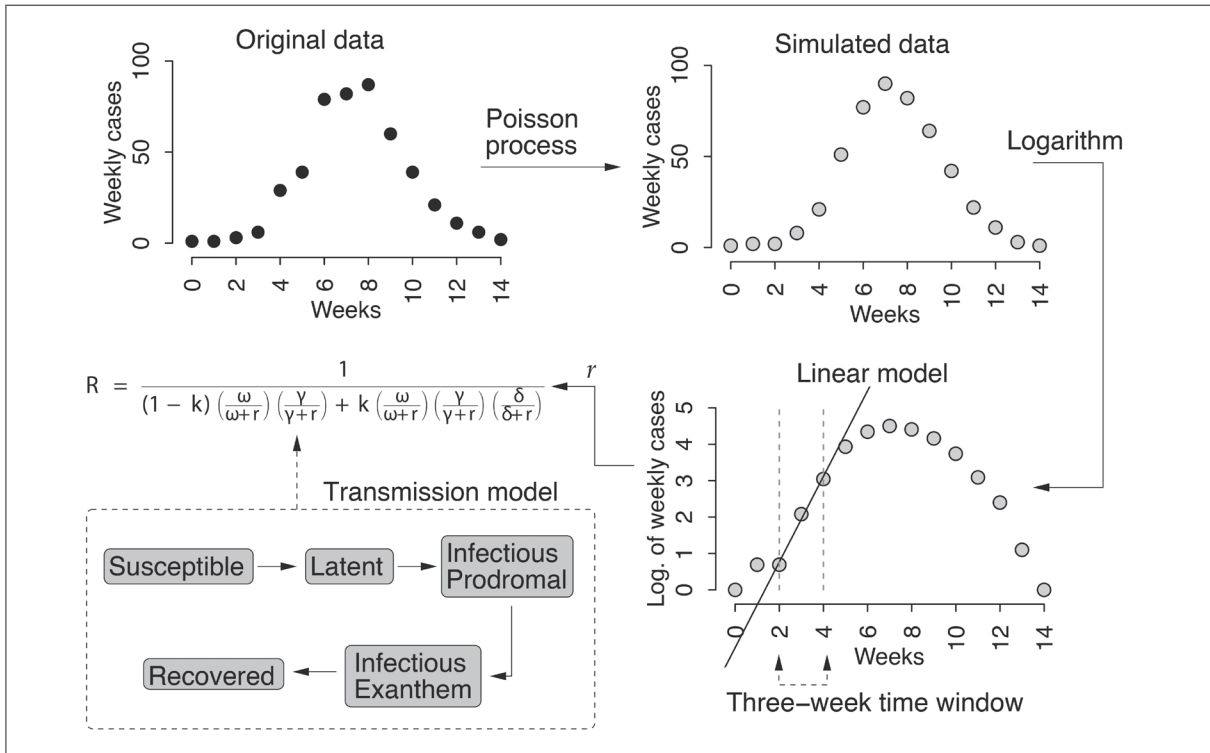 Original data
Weekly cases
100
50
0
0 2 4 6 8 10 12 14
Weeks
Poisson
process
Simulated data
Weekly cases
100
50
0
0 2 4 6 8 10 12 14
Weeks
Logarithm
R = 1 / (1 − k) (ω/ω+r) (γ/γ+r) + k (ω/ω+r) (γ/γ+r) (δ/δ+r)
r
Linear model
Log. of weekly cases
5
4
3
2
1
0
0 2 4 6 8 10 12 14
Weeks
Three−week time window
Transmission model
Susceptible
Latent
Infectious
Prodromal
Infectious
Exanthem
Recovered